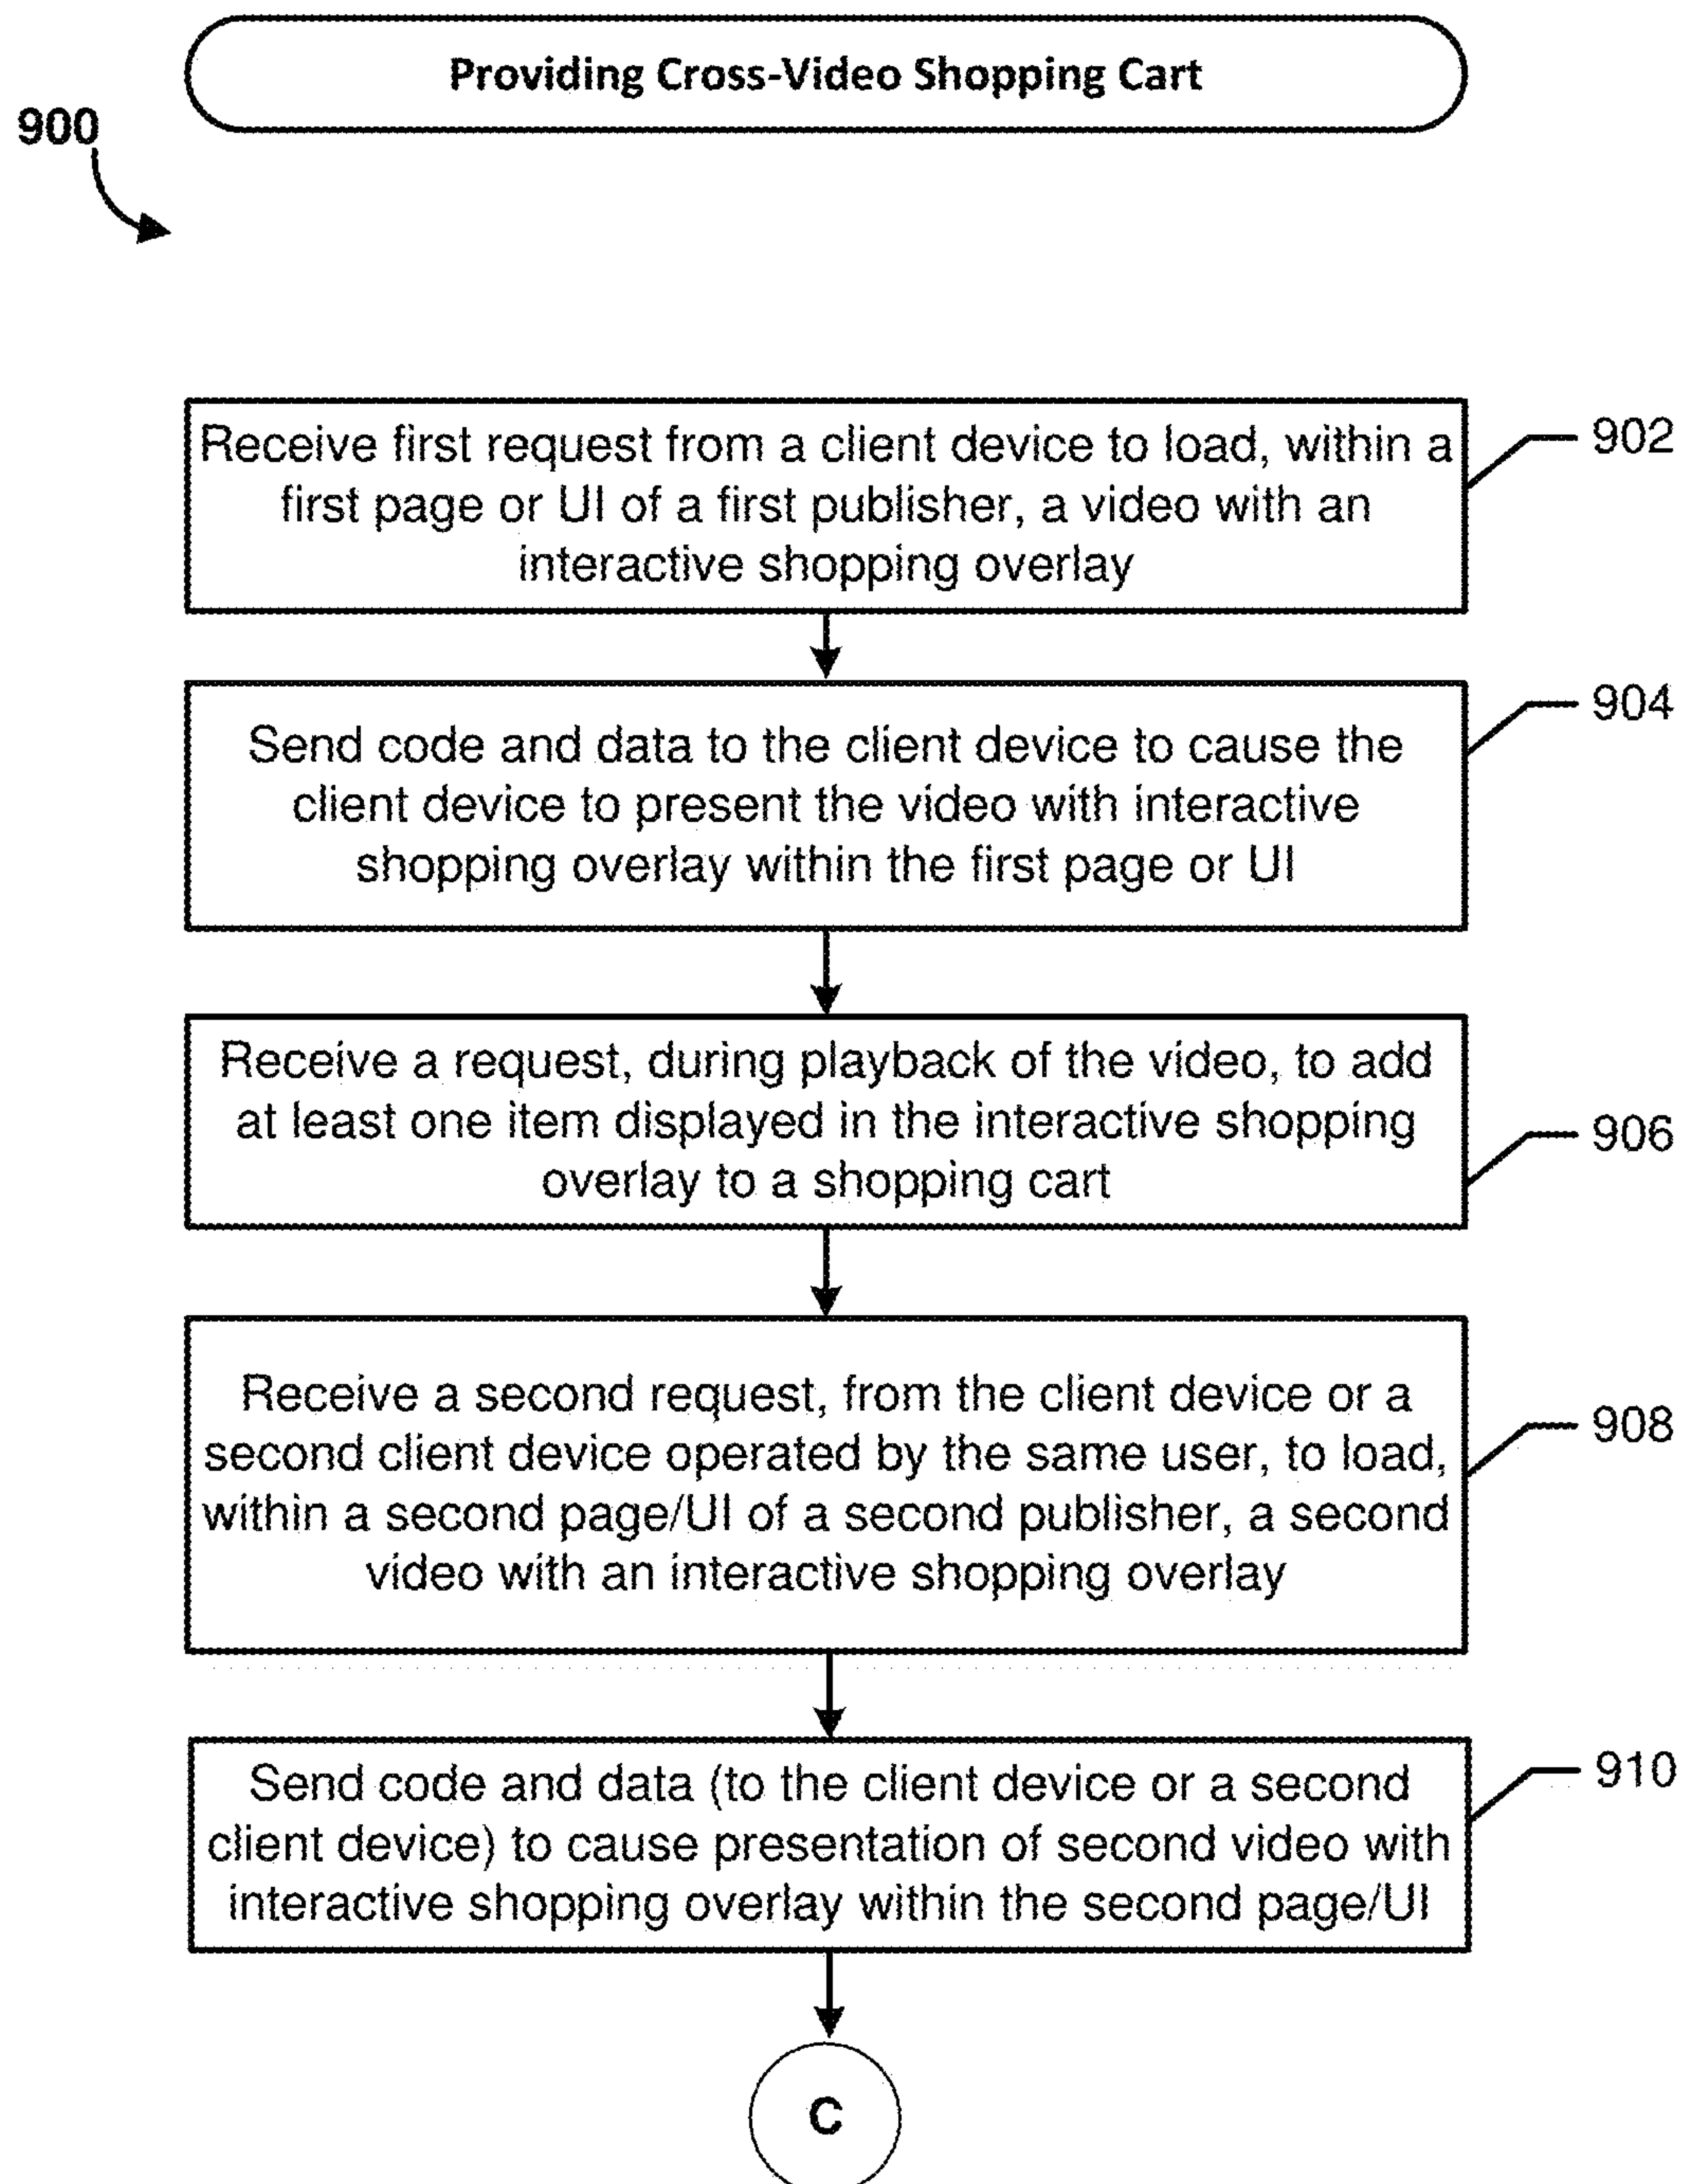 Providing Cross-Video Shopping Cart
900
Receive first request from a client device to load, within a
first page or UI of a first publisher, a video with an
interactive shopping overlay
902
Send code and data to the client device to cause the
client device to present the video with interactive
shopping overlay within the first page or UI
904
Receive a request, during playback of the video, to add
at least one item displayed in the interactive shopping
overlay to a shopping cart
906
Receive a second request, from the client device or a
second client device operated by the same user, to load,
within a second page/UI of a second publisher, a second
video with an interactive shopping overlay
908
Send code and data (to the client device or a second
client device) to cause presentation of second video with
interactive shopping overlay within the second page/UI
910
C